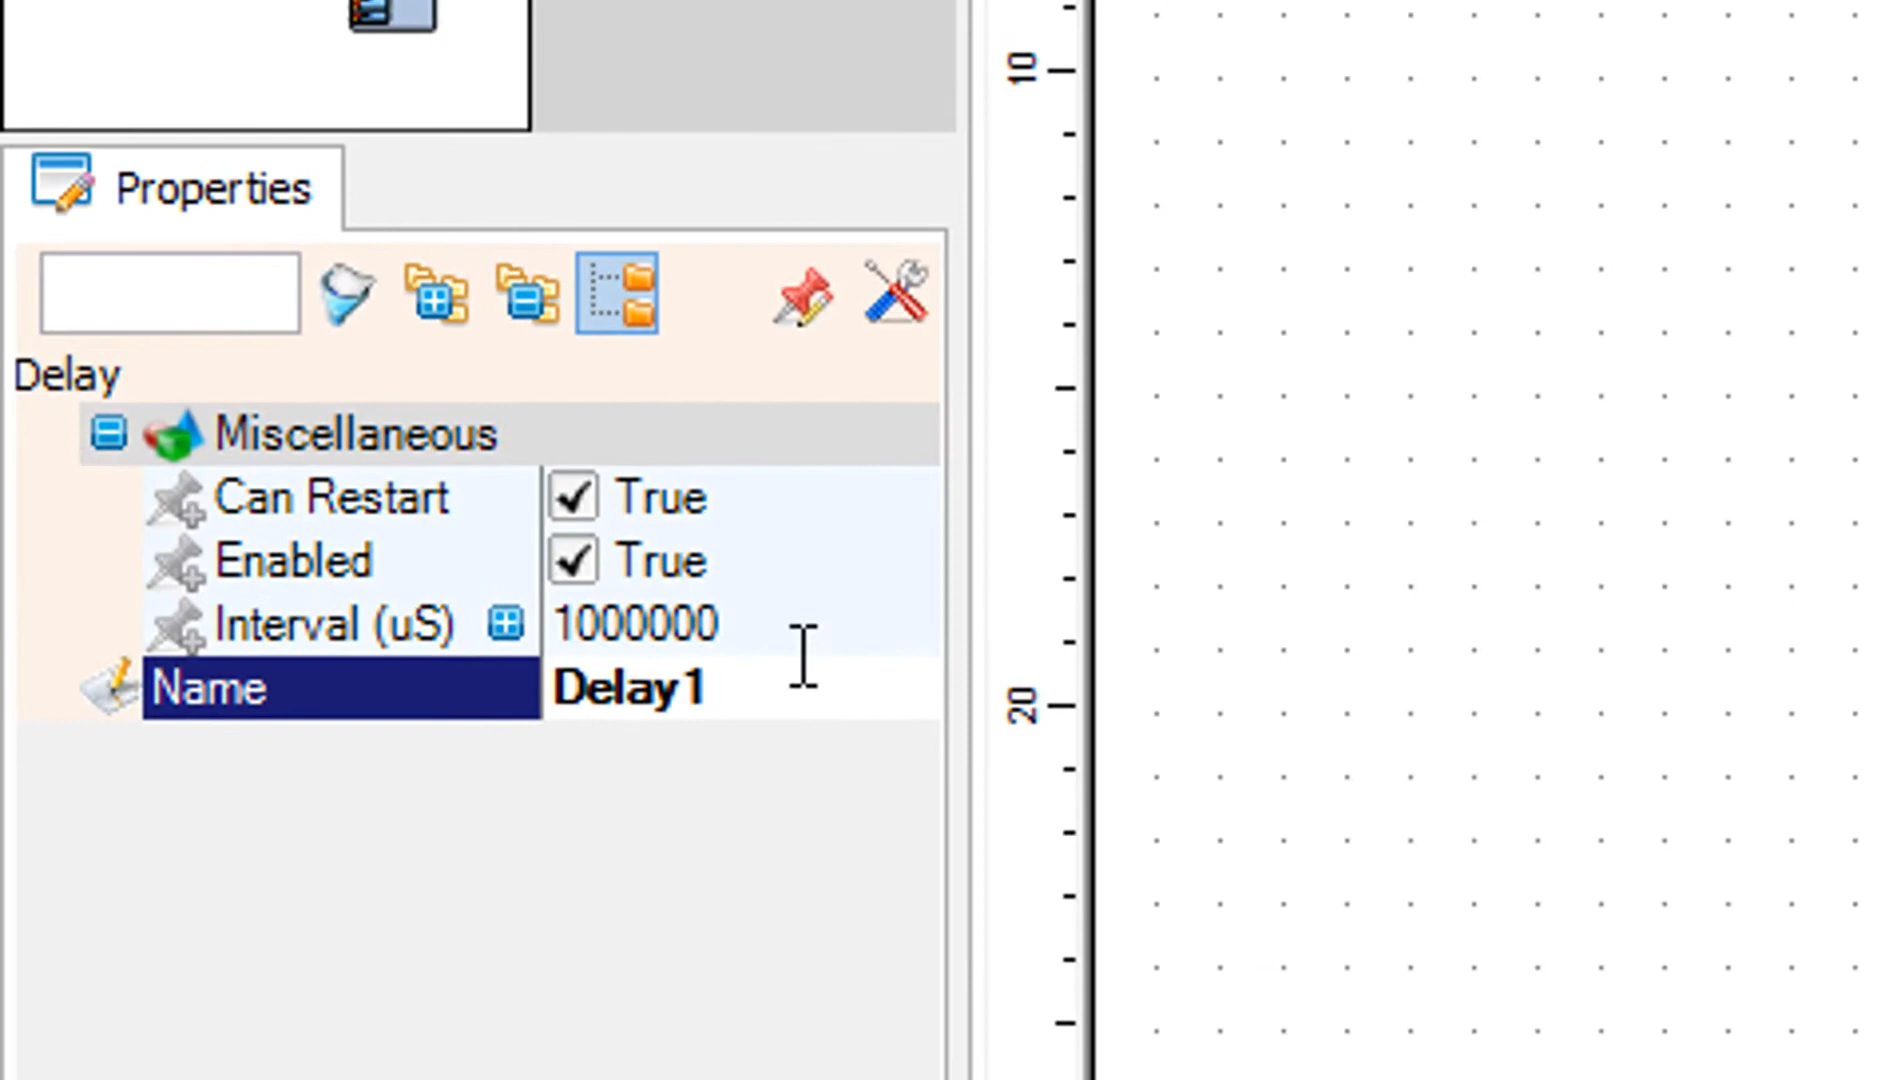 Properties
Delay
Miscellaneous
Can Restart True
Enabled True
Interval (uS) 1000000
Name Delay1
10
20